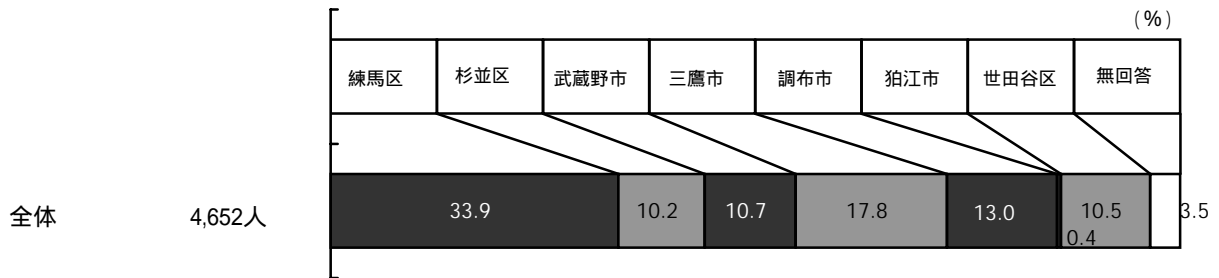 (％)
練馬区 杉並区 武蔵野市 三鷹市 調布市 狛江市 世田谷区 無回答
全体 4,652人 33.9 10.2 10.7 17.8 13.0 10.5 3.5
0.4